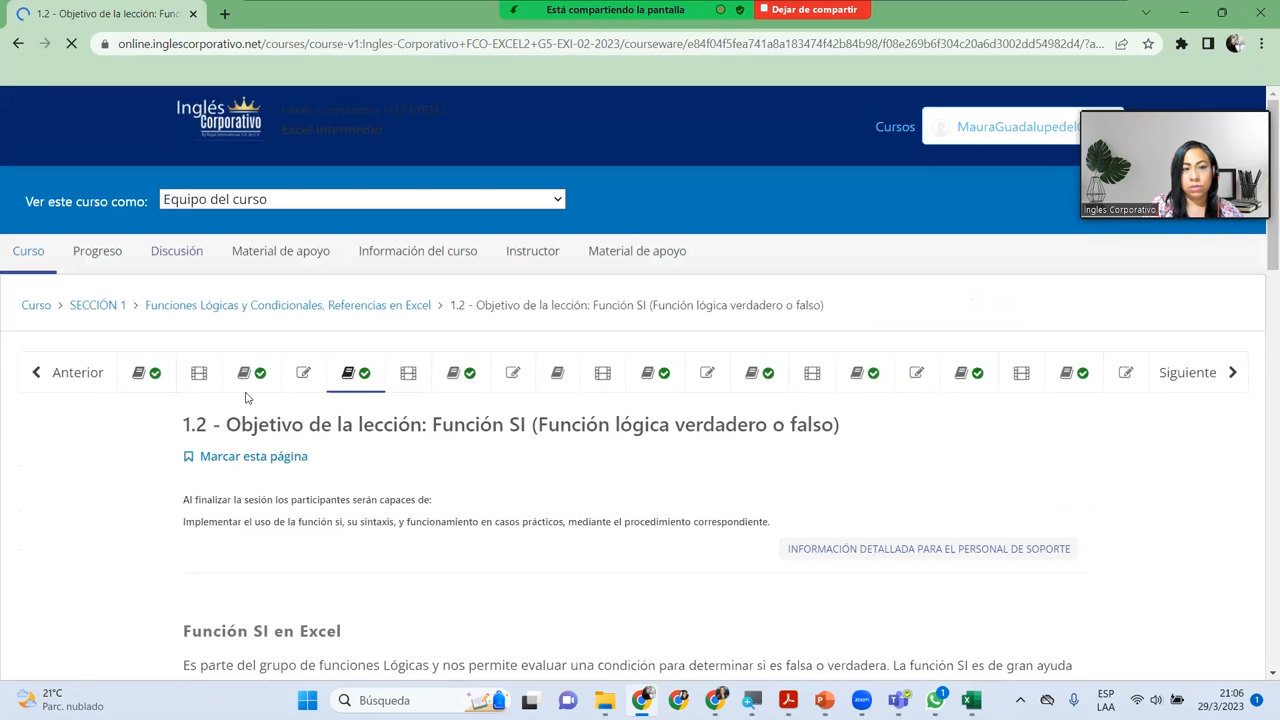 1.2 - Objetivo de la lección: Func
Está compartiendo la pantalla
Dejar de compartir
online.inglescorporativo.net/courses/course-v1:Ingles-Corporativo+FCO-EXCEL2+G5-EXI-02-2023/courseware/e84f04f5fea741a8a183474f42b84b98/f08e269b6f304c20a6d3002dd54982d4/?a...
Inglés
Corporativo
Excel Intermedio
Cursos
MauraGuadalupedelC
Ingles Corporativo
Ver este curso como:
Equipo del curso
Curso Progreso Discusión Material de apoyo Información del curso Instructor Material de apoyo
Curso > SECCIÓN 1 > Funciones Lógicas y Condicionales, Referencias en Excel > 1.2 - Objetivo de la lección: Función SI (Función lógica verdadero o falso)
Anterior
Siguiente
1.2 - Objetivo de la lección: Función SI (Función lógica verdadero o falso)
Marcar esta página
Al finalizar la sesión los participantes serán capaces de:
Implementar el uso de la función si, su sintaxis, y funcionamiento en casos prácticos, mediante el procedimiento correspondiente.
INFORMACIÓN DETALLADA PARA EL PERSONAL DE SOPORTE
Función SI en Excel
Es parte del grupo de funciones Lógicas y nos permite evaluar una condición para determinar si es falsa o verdadera. La función SI es de gran ayuda
21°C
Parc. nublado
Búsqueda
1
ESP
LAA
21:06
29/3/2023
1